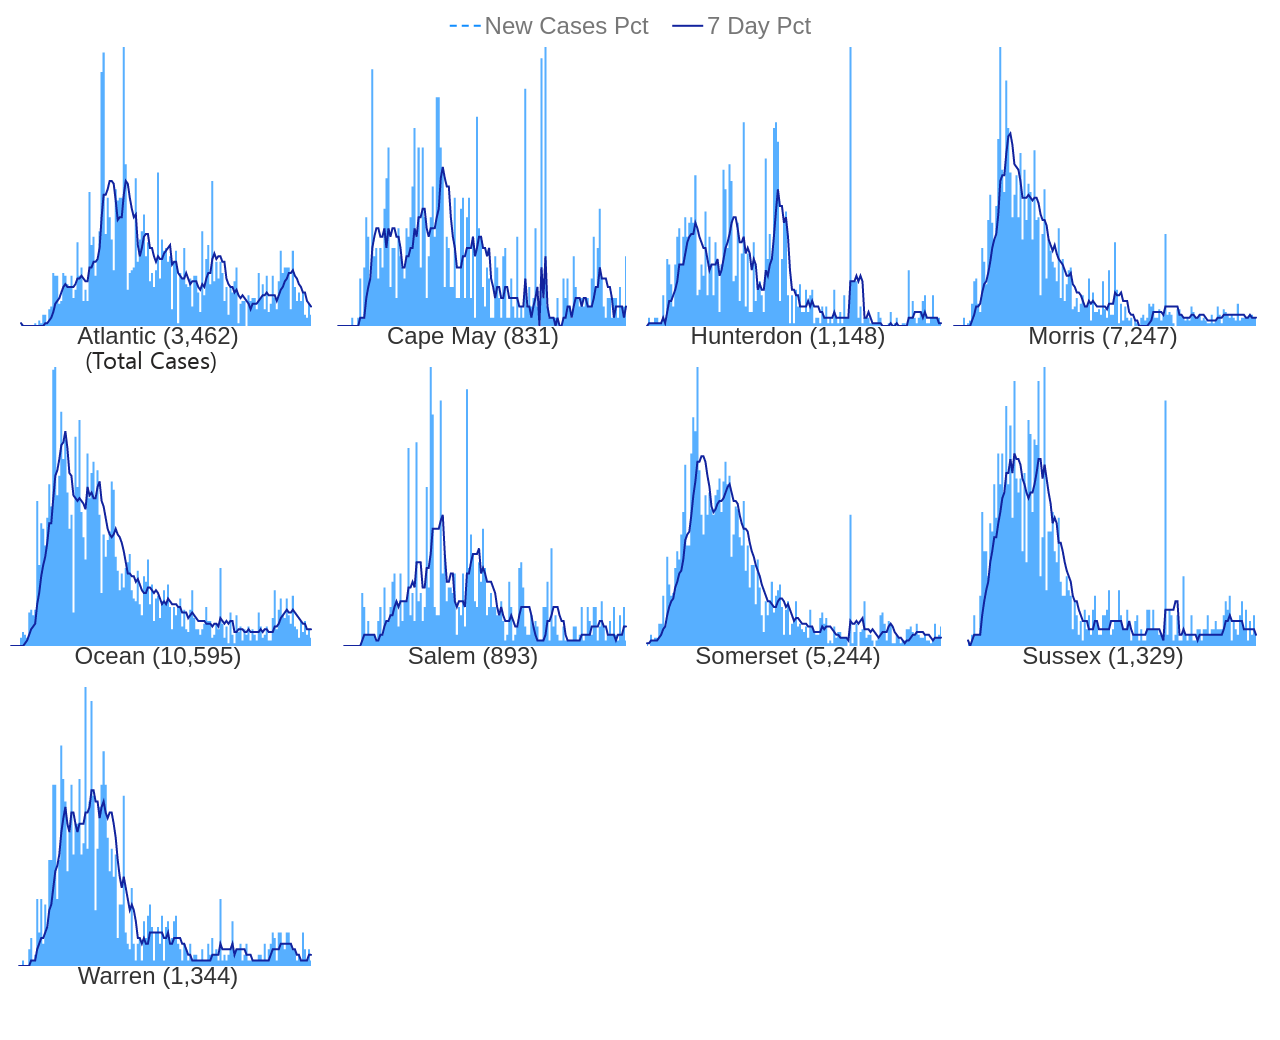 New Cases Pct 7 Day Pct
Atlantic (3,462) Cape May (831) Hunterdon (1,148) Morris (7,247)
(Total Cases)
Ocean (10,595) Salem (893) Somerset (5,244) Sussex (1,329)
Warren (1,344)